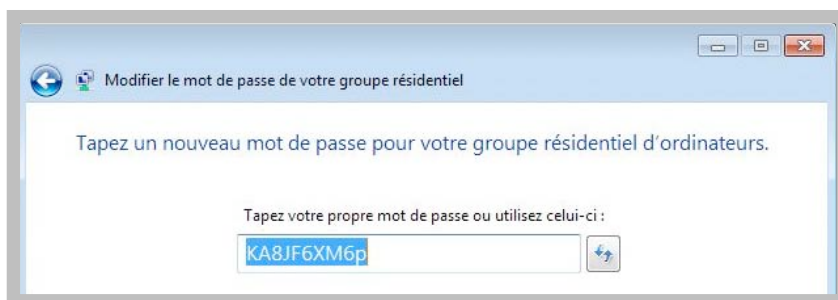 Modifier le mot de passe de votre groupe résidentiel
Tapez un nouveau mot de passe pour votre groupe résidentiel d'ordinateurs.
Tapez votre propre mot de passe ou utilisez celui-ci :
KA8JF6XM6p